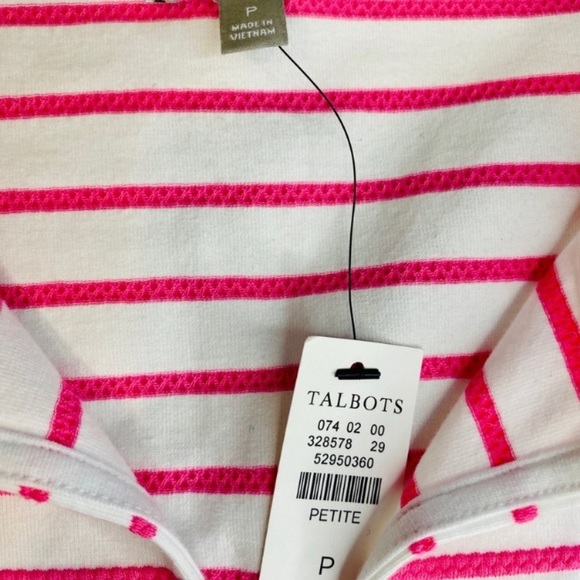 P
MADE IN
VIETNAM
TALBOTS
074 02 00
328578 29
52950360
PETITE
P